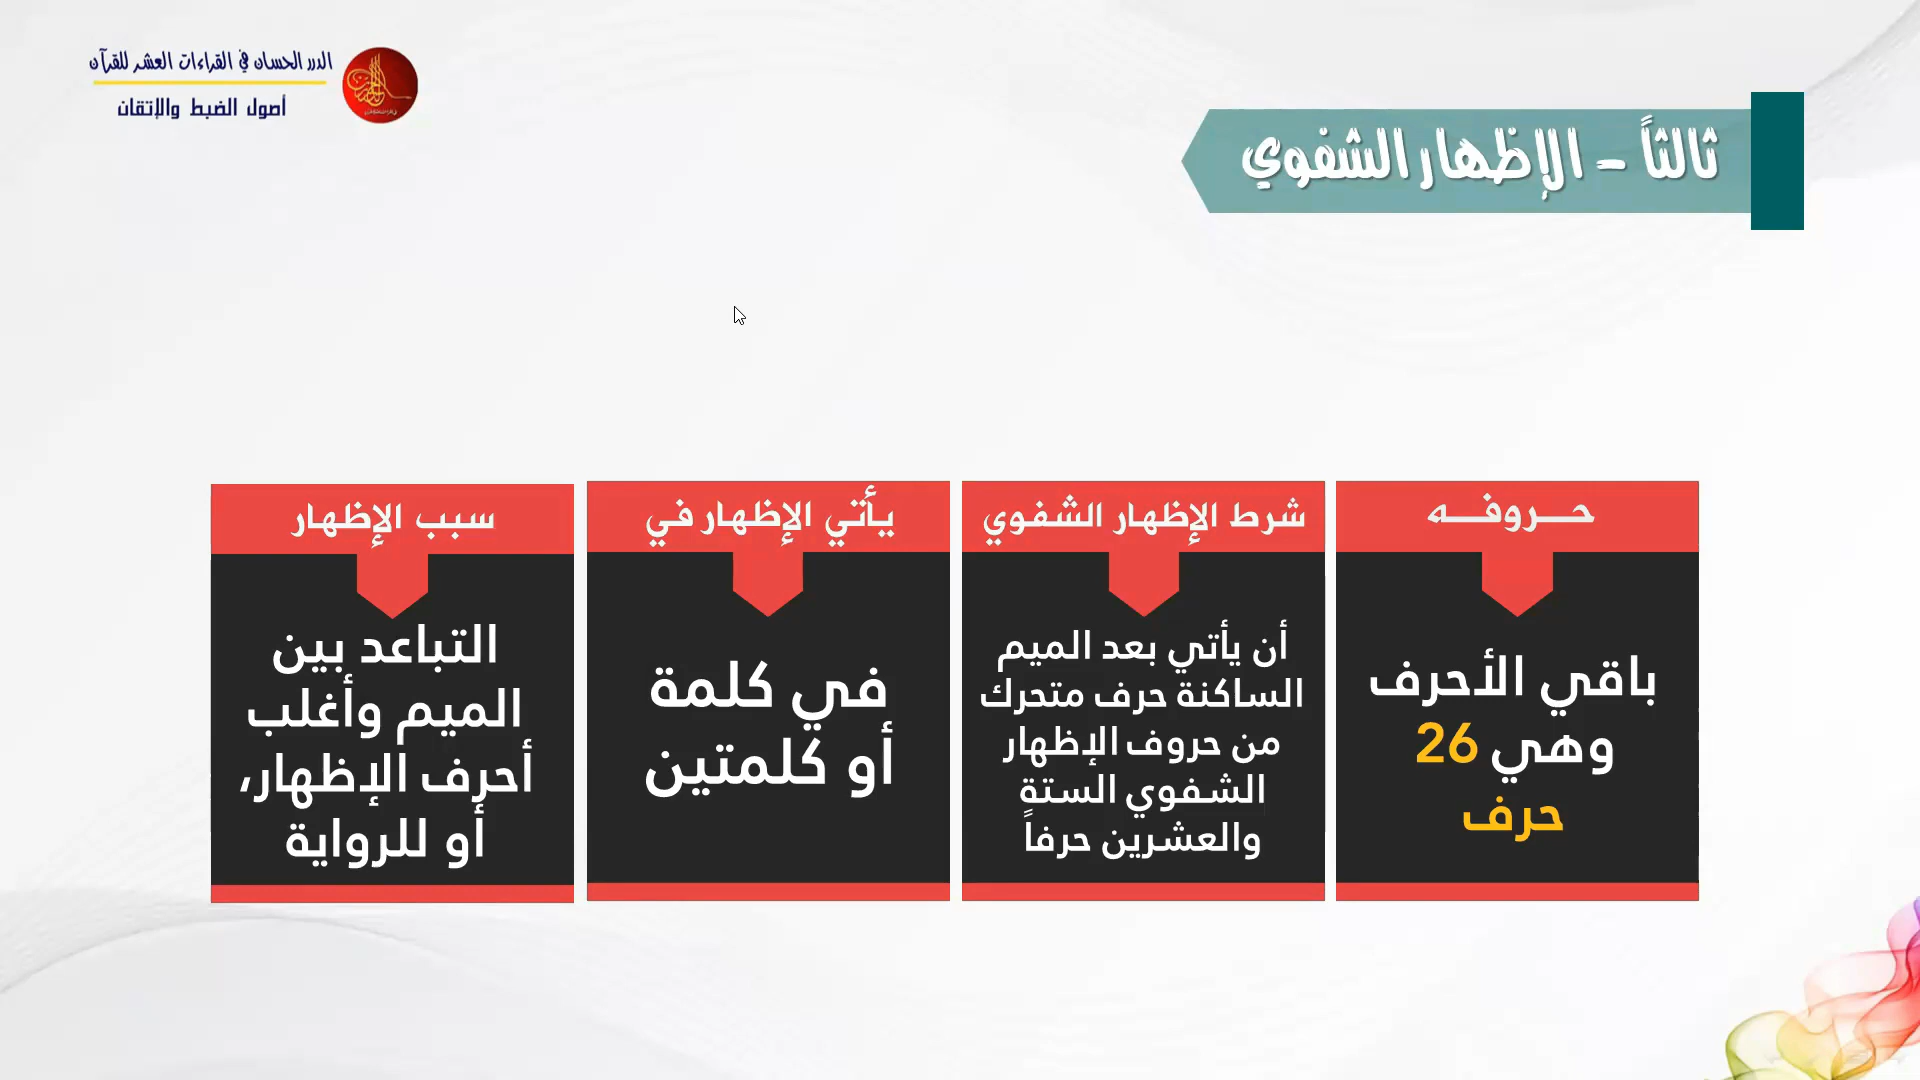 الدرر الحسان في القراءات العشر للقرآن
أصول الضبط والإتقان
ثالثاً – الإظهار الشفوي
حـــروفـــه
باقي الأحرف
وهي 26
حرف
شرط الإظهار الشفوي
أن يأتي بعد الميم
الساكنة حرف متحرك
من حروف الإظهار
الشفوي الستة
والعشرين حرفاً
يأتي الإظهار في
في كلمة
أو كلمتين
سبب الإظهار
التباعد بين
الميم وأغلب
أحرف الإظهار،
أو للرواية